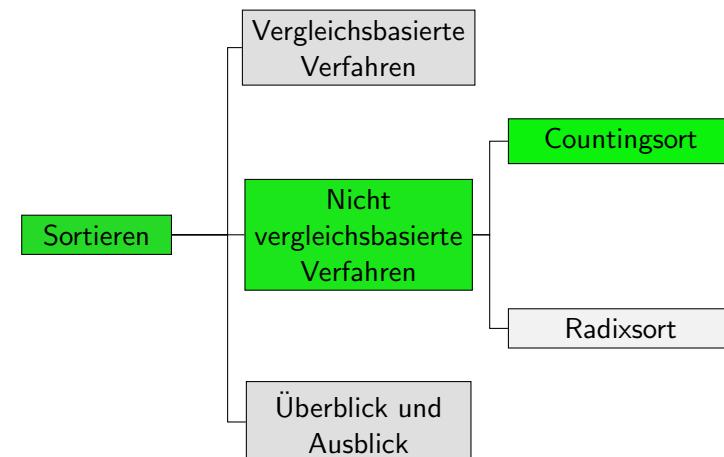 Vergleichsbasierte
Verfahren
Countingsort
Nicht
vergleichsbasierte
Verfahren
Sortieren
Radixsort
Überblick und
Ausblick